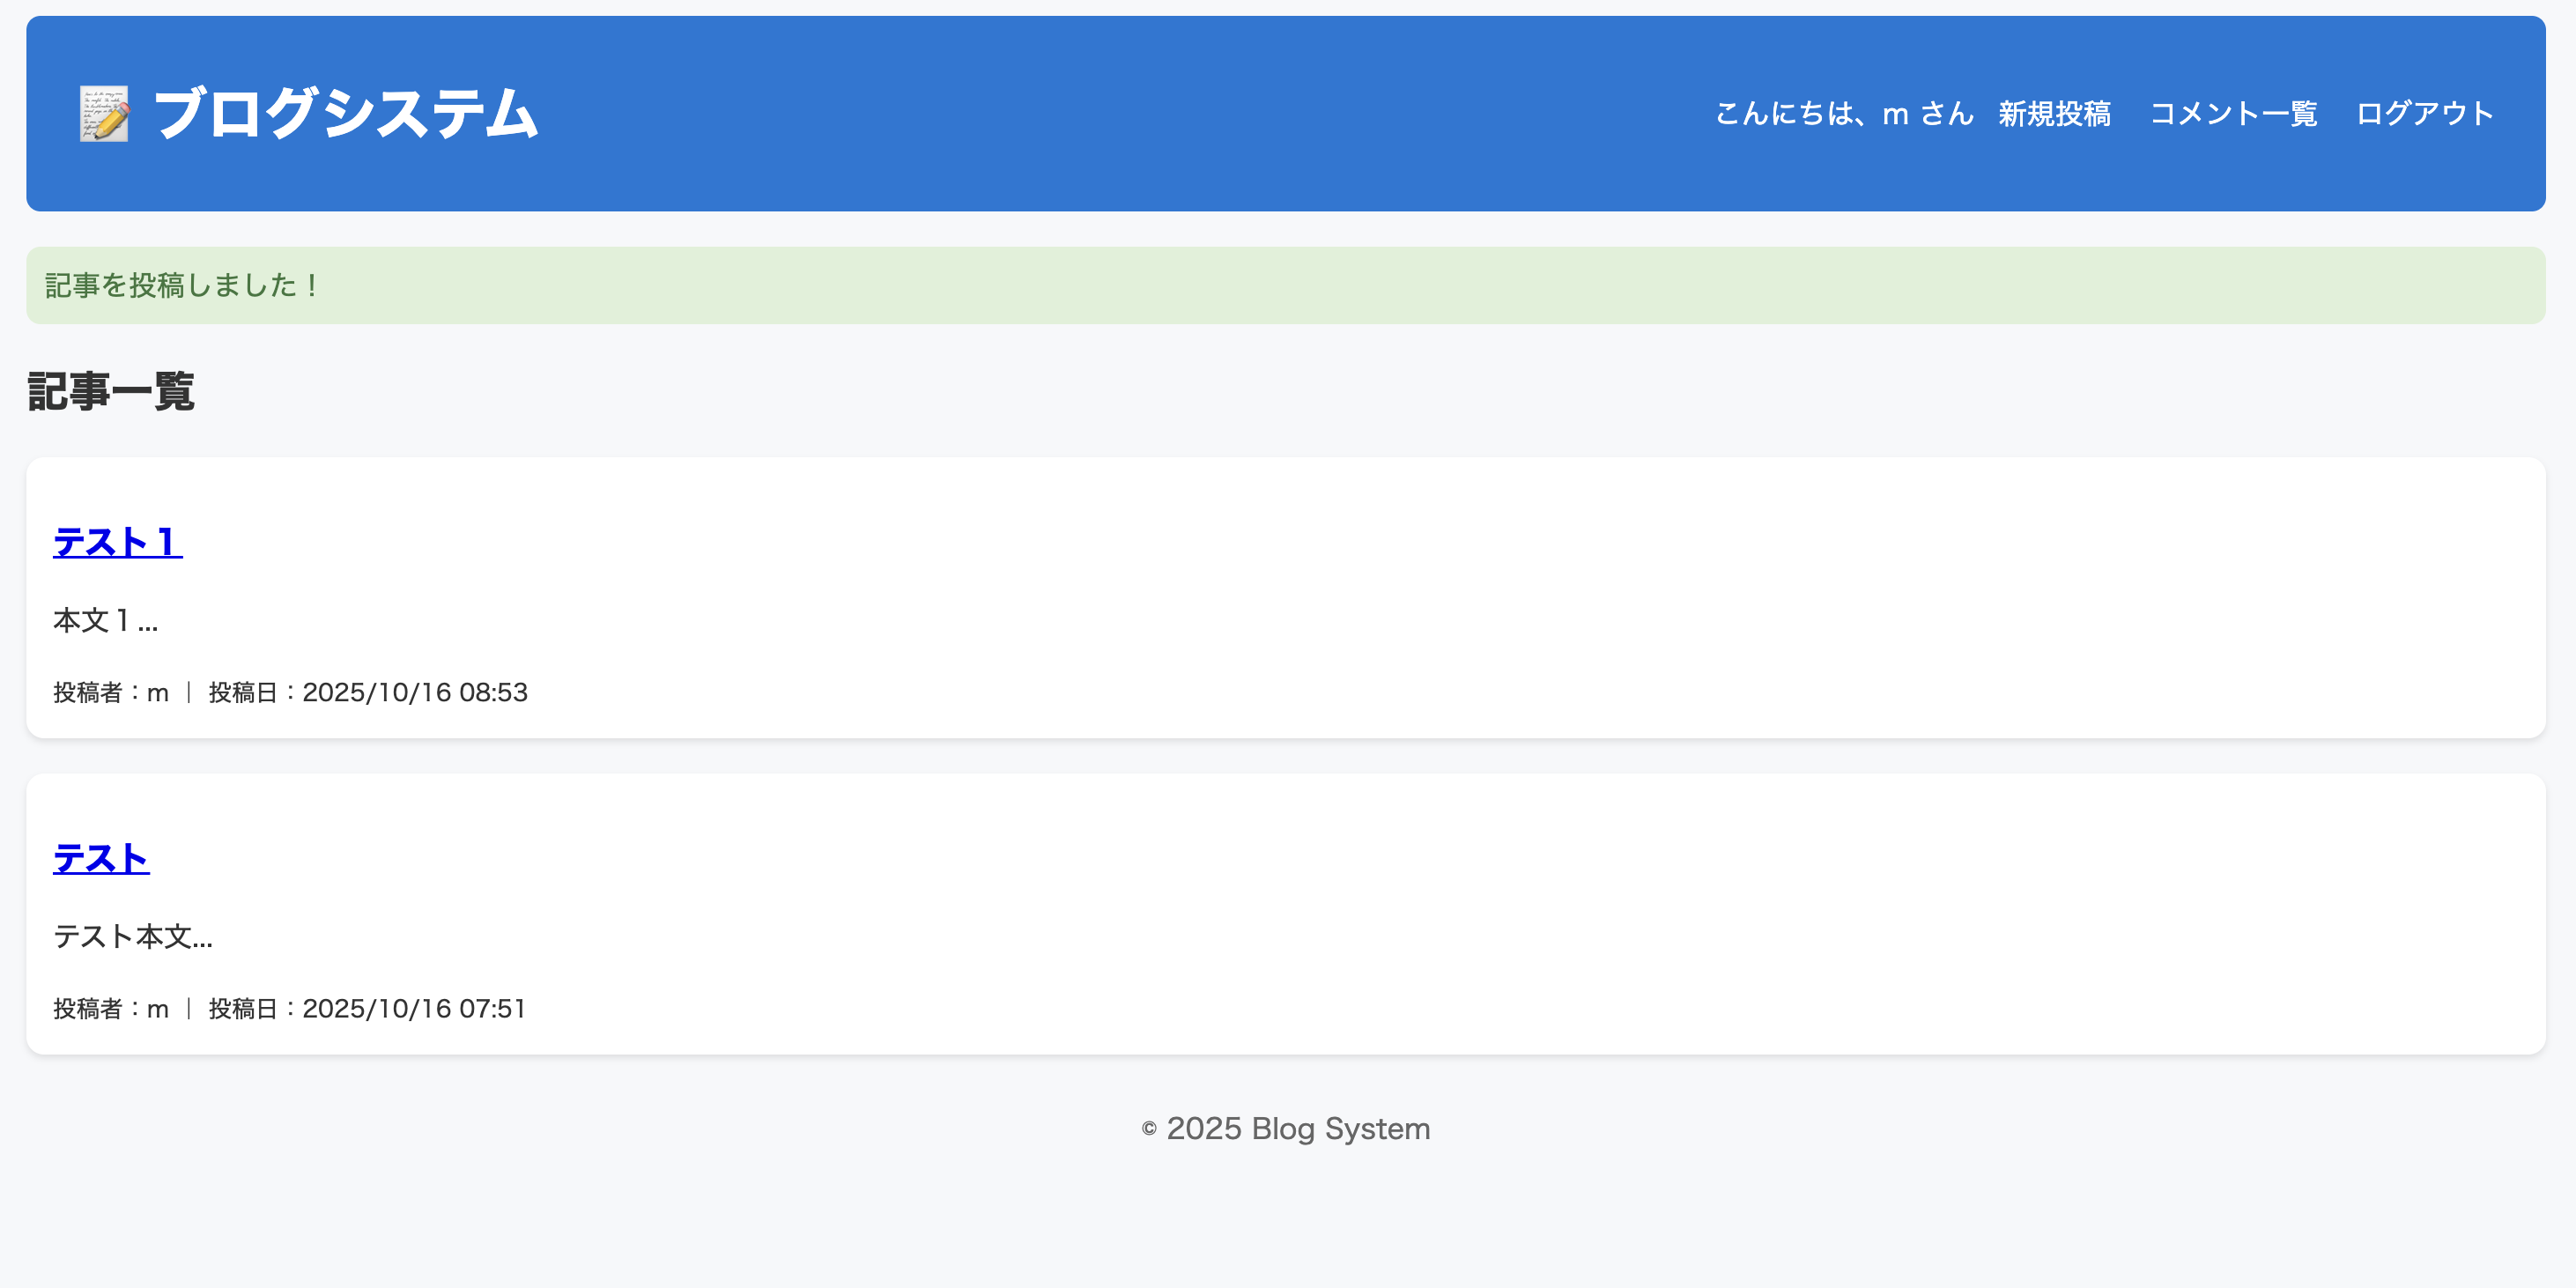 ブログシステム
こんにちは、m さん 新規投稿 コメント一覧 ログアウト
記事を投稿しました！
記事一覧
テスト１
本文１...
投稿者：m ｜ 投稿日：2025/10/16 08:53
テスト
テスト本文...
投稿者：m ｜ 投稿日：2025/10/16 07:51
© 2025 Blog System